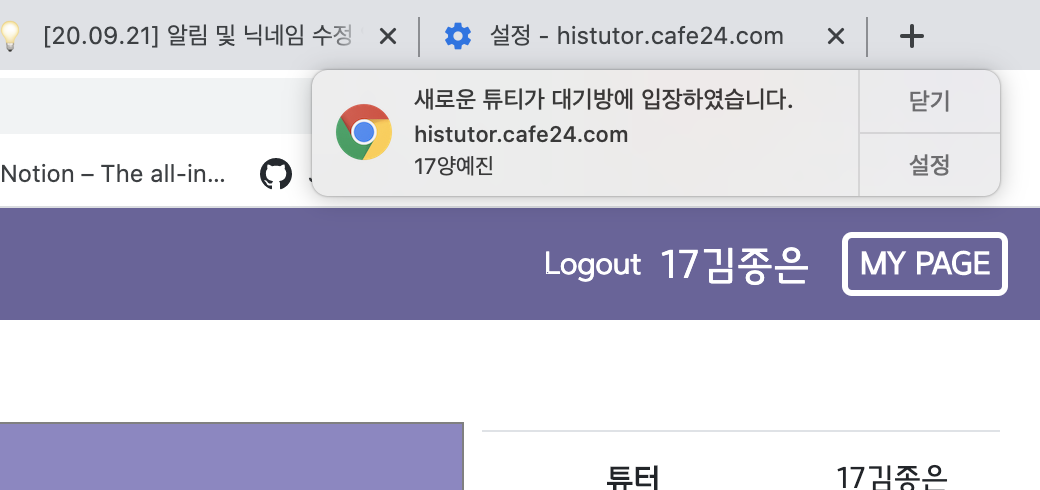 [20.09.21] 알림 및 닉네임 수정
설정 - histutor.cafe24.com
새로운 튜티가 대기방에 입장하였습니다.
histutor.cafe24.com
17양예진
닫기
설정
Notion – The all-in...
Logout 17김종은 MY PAGE
튜터 17김종은